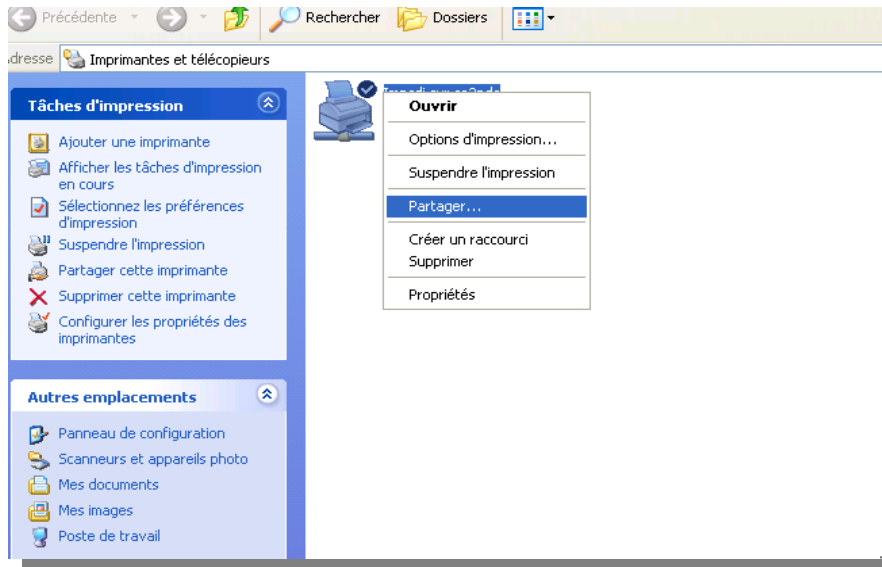 Précédente
Rechercher
Dossiers
Adresse
Imprimantes et télécopieurs
Tâches d'impression
Ajouter une imprimante
Afficher les tâches d'impression
en cours
Sélectionnez les préférences
d'impression
Suspendre l'impression
Partager cette imprimante
Supprimer cette imprimante
Configurer les propriétés des
imprimantes
Autres emplacements
Panneau de configuration
Scanneurs et appareils photo
Mes documents
Mes images
Poste de travail
Ouvrir
Options d'impression...
Suspendre l'impression
Partager...
Créer un raccourci
Supprimer
Propriétés